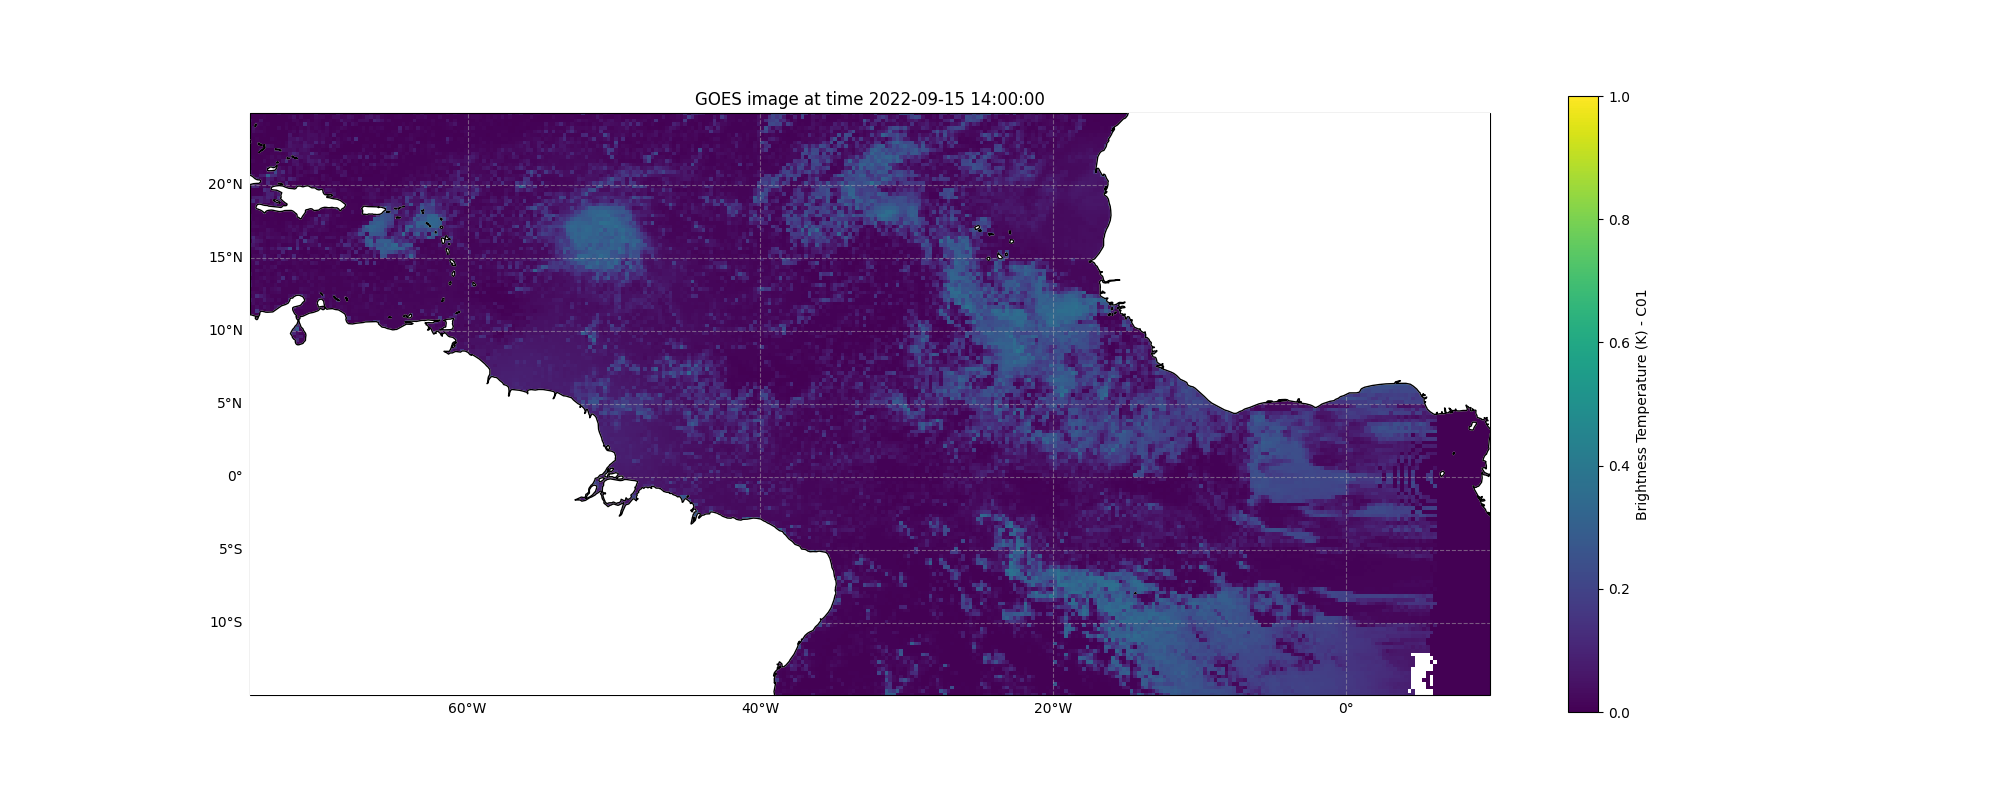 GOES image at time 2022-09-15 14:00:00
20°N
15°N
10°N
5°N
0°
5°S
10°S
60°W
40°W
20°W
0°
1.0
0.8
0.6
0.4
0.2
0.0
Brightness Temperature (K) - C01